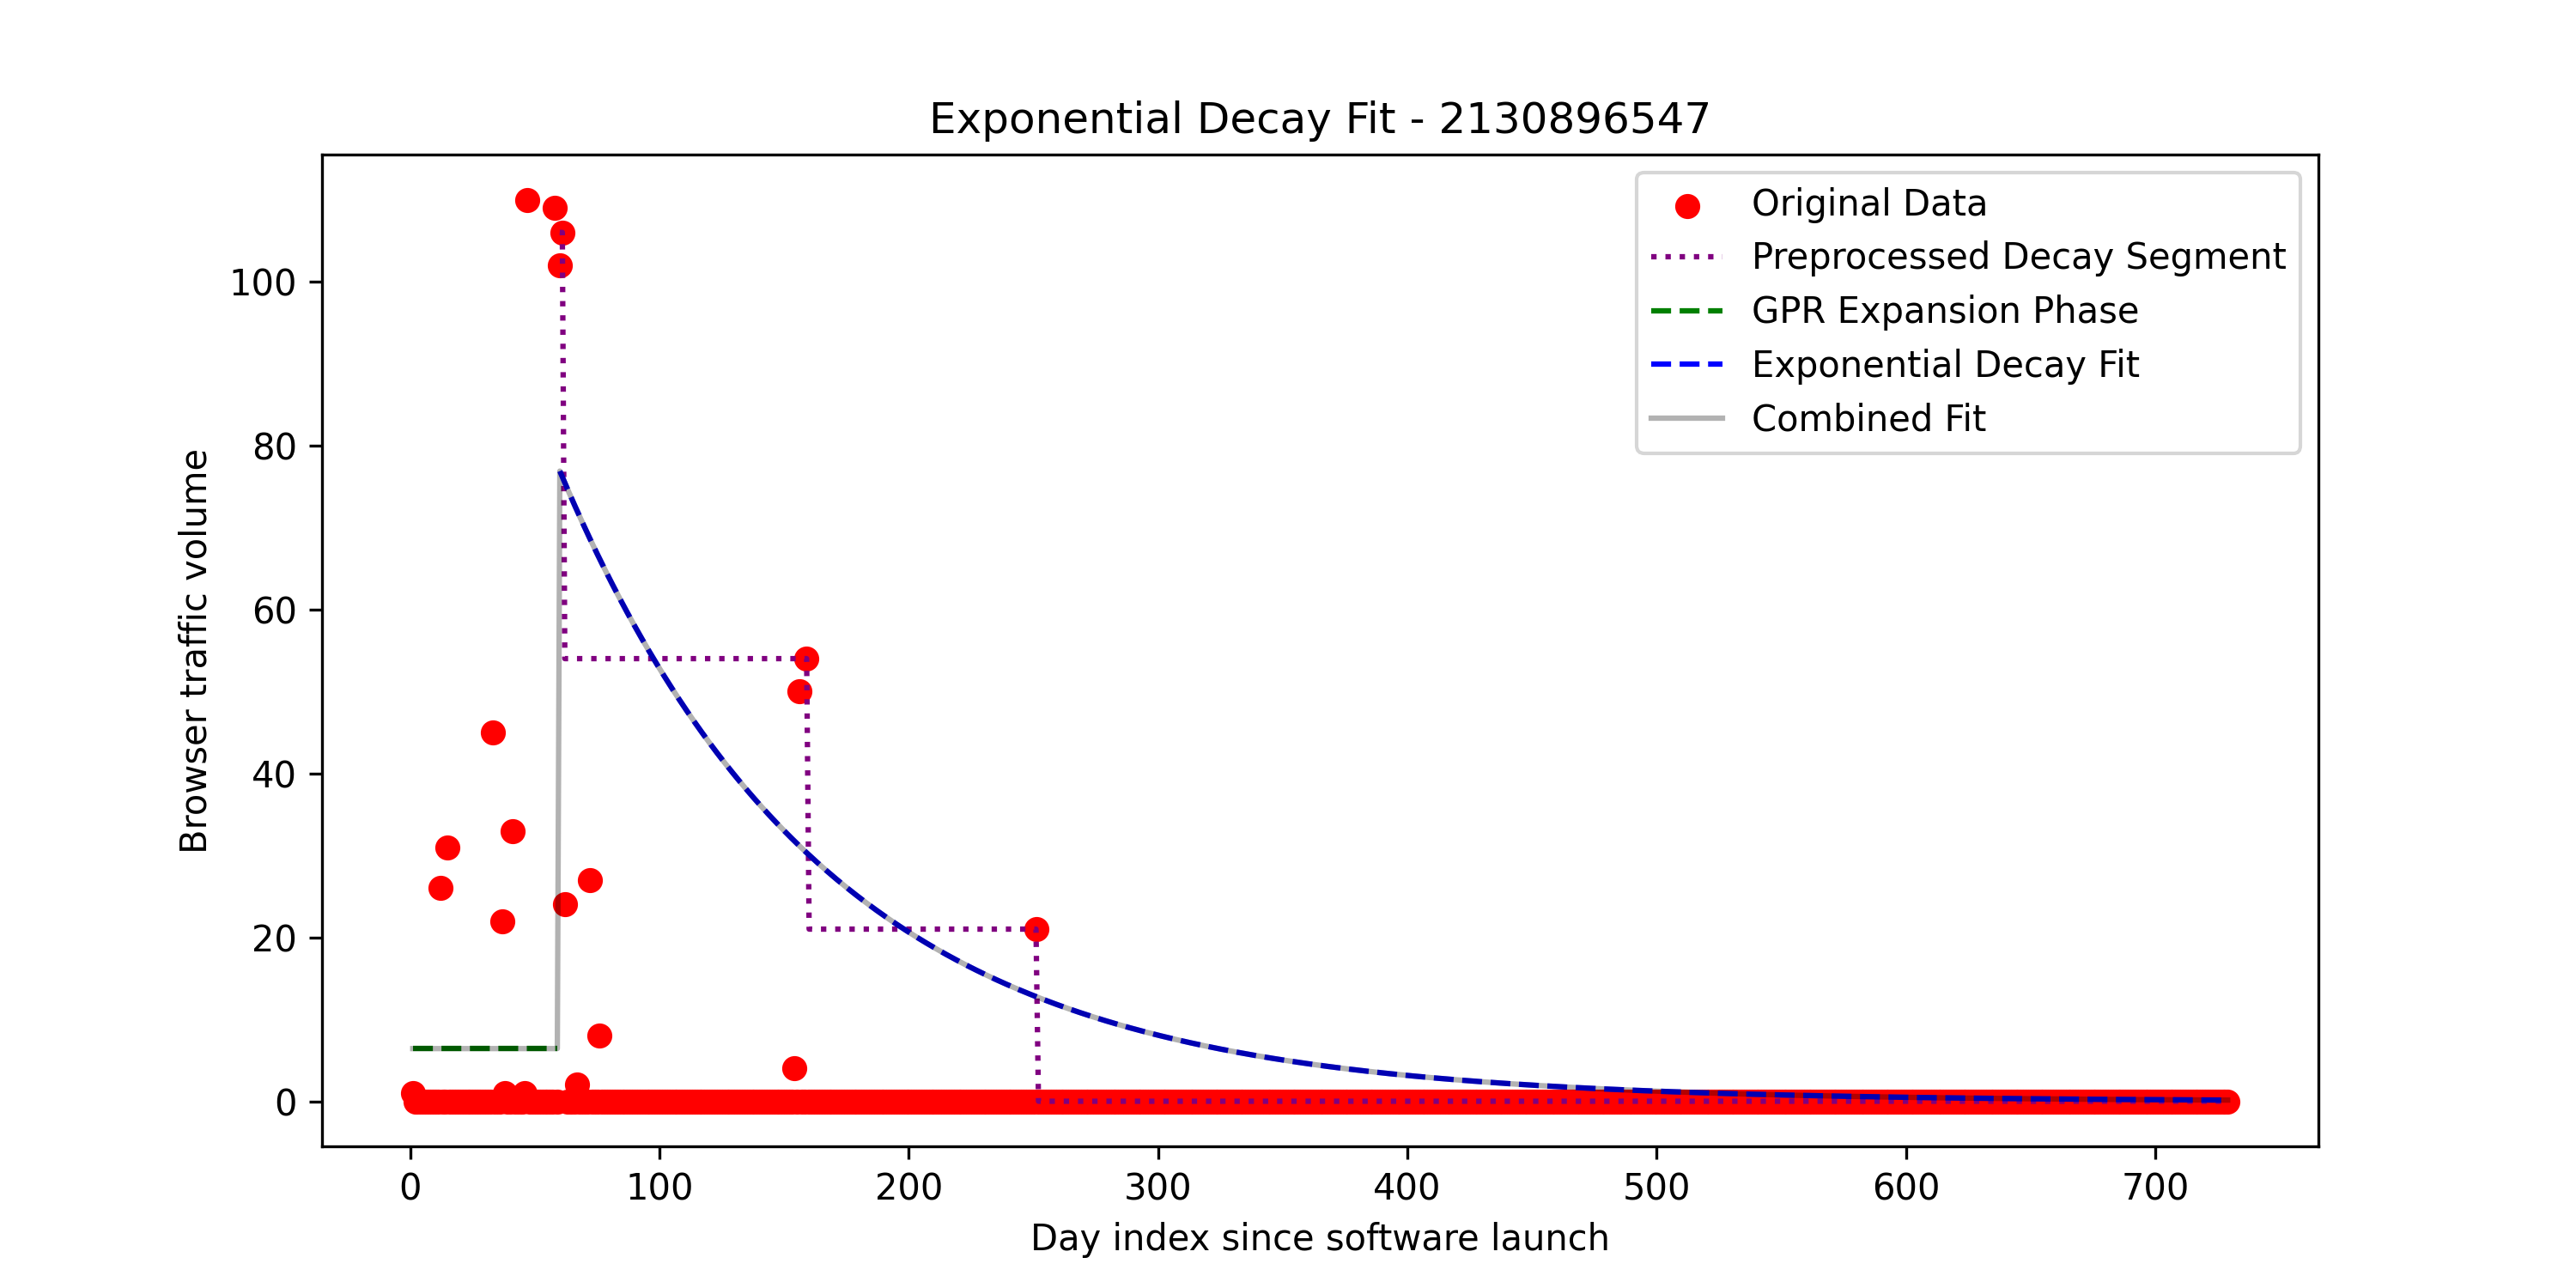 Exponential Decay Fit - 2130896547
Original Data
Preprocessed Decay Segment
GPR Expansion Phase
Exponential Decay Fit
Combined Fit
Browser traffic volume
100
80
60
40
20
0
0 100 200 300 400 500 600 700
Day index since software launch